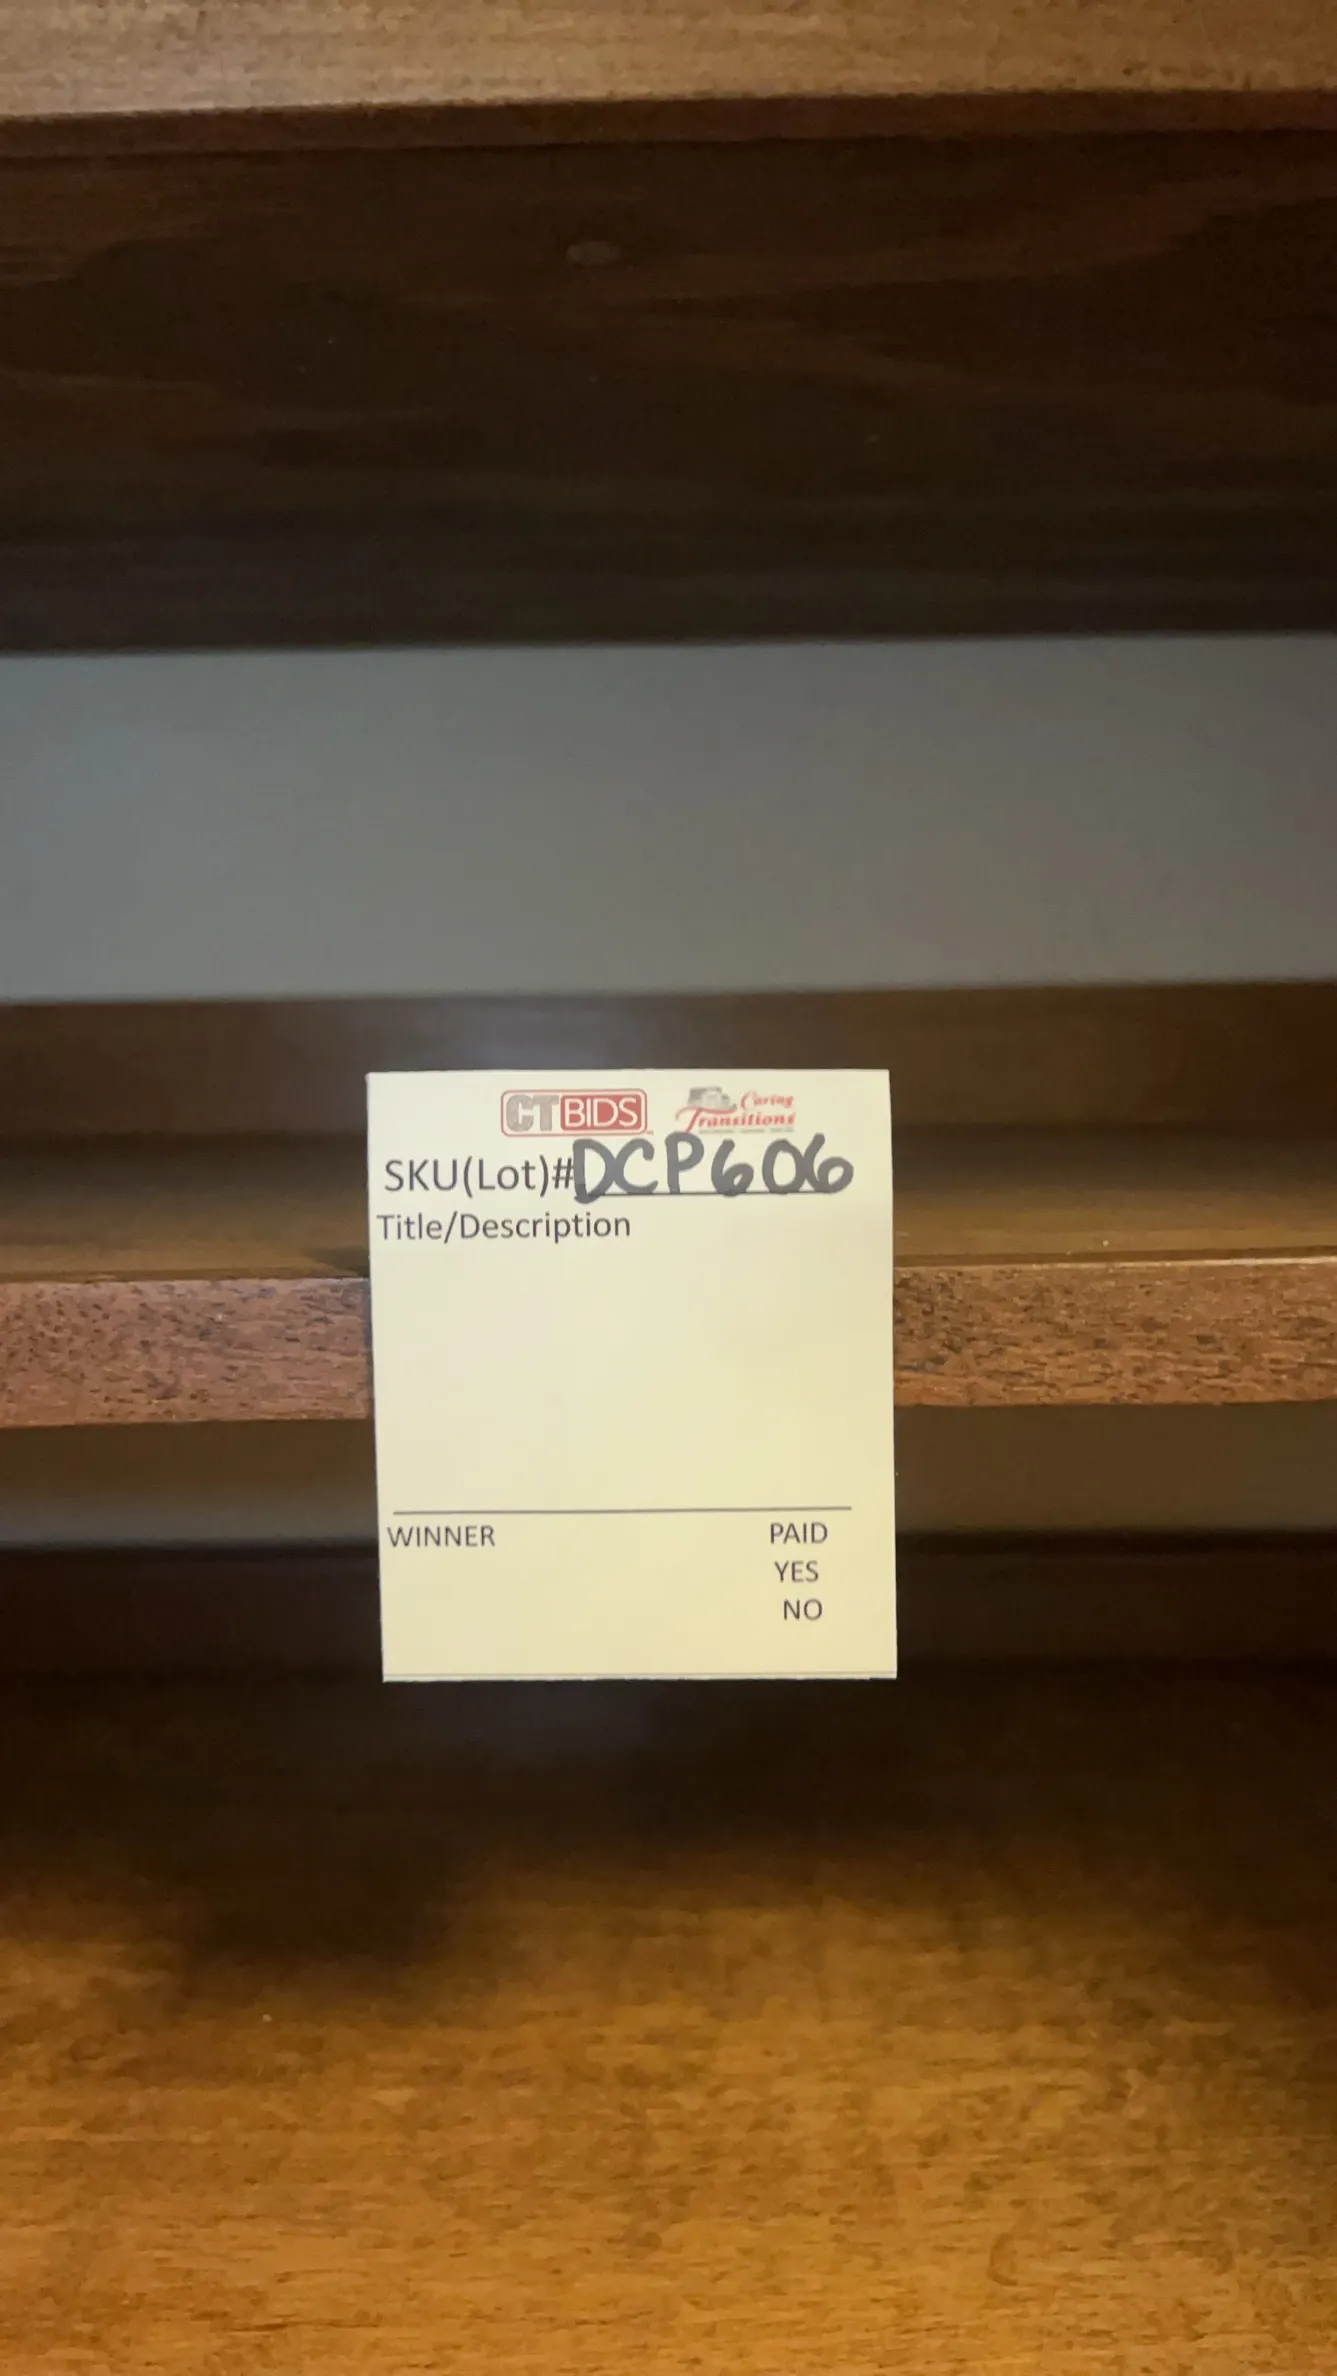 CTBIDS Caring Transitions
SKU(Lot)# DCP606
Title/Description
WINNER PAID
YES
NO